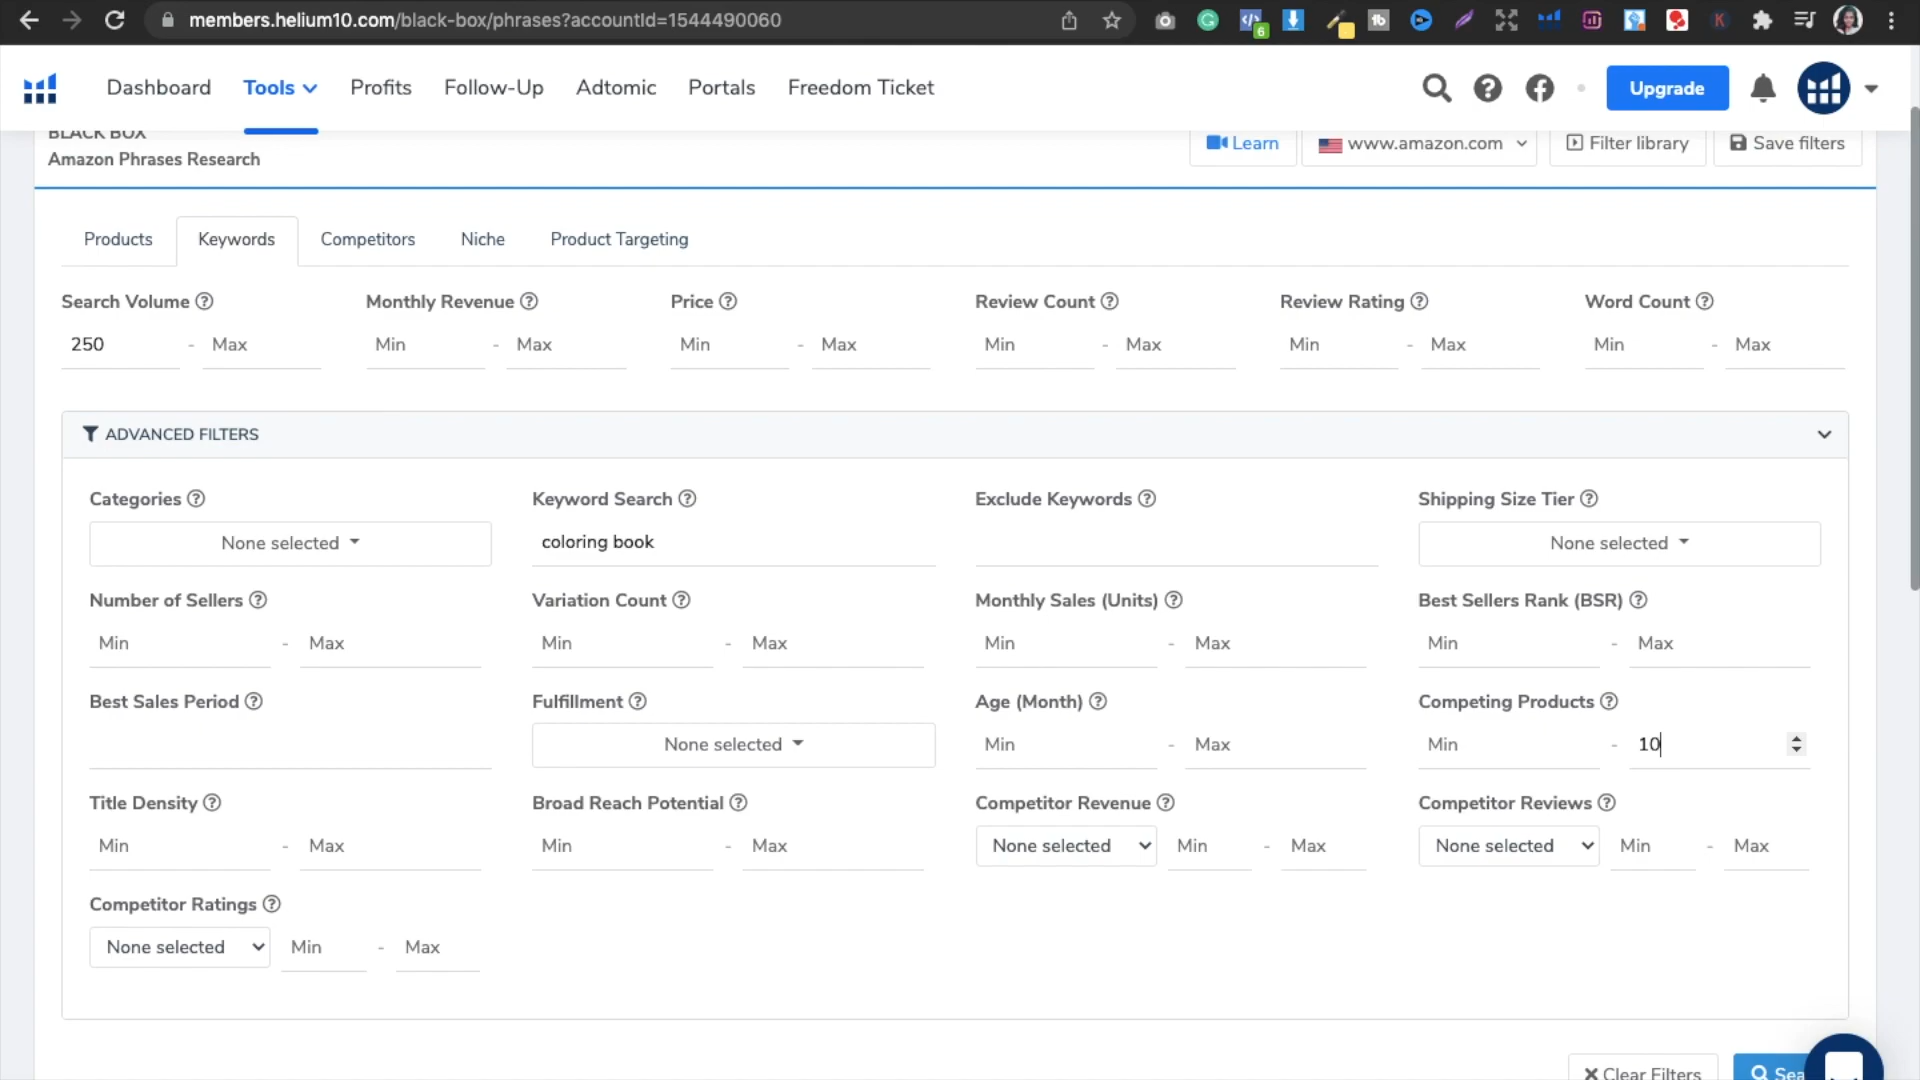 members.helium10.com/black-box/phrases?accountId=1544490060
6
Dashboard Tools Profits Follow-Up Adtomic Portals Freedom Ticket Upgrade
BLACK BOX
Amazon Phrases Research
Learn www.amazon.com Filter library Save filters
Products Keywords Competitors Niche Product Targeting
Search Volume Monthly Revenue Price Review Count Review Rating Word Count
250 - Max Min - Max Min - Max Min - Max Min - Max Min - Max
ADVANCED FILTERS
Categories Keyword Search Exclude Keywords Shipping Size Tier
None selected coloring book None selected
Number of Sellers Variation Count Monthly Sales (Units) Best Sellers Rank (BSR)
Min - Max Min - Max Min - Max Min - Max
Best Sales Period Fulfillment Age (Month) Competing Products
None selected Min - Max Min - 10
Title Density Broad Reach Potential Competitor Revenue Competitor Reviews
Min - Max Min - Max None selected Min - Max None selected Min - Max
Competitor Ratings
None selected Min - Max
Clear Filters Sea